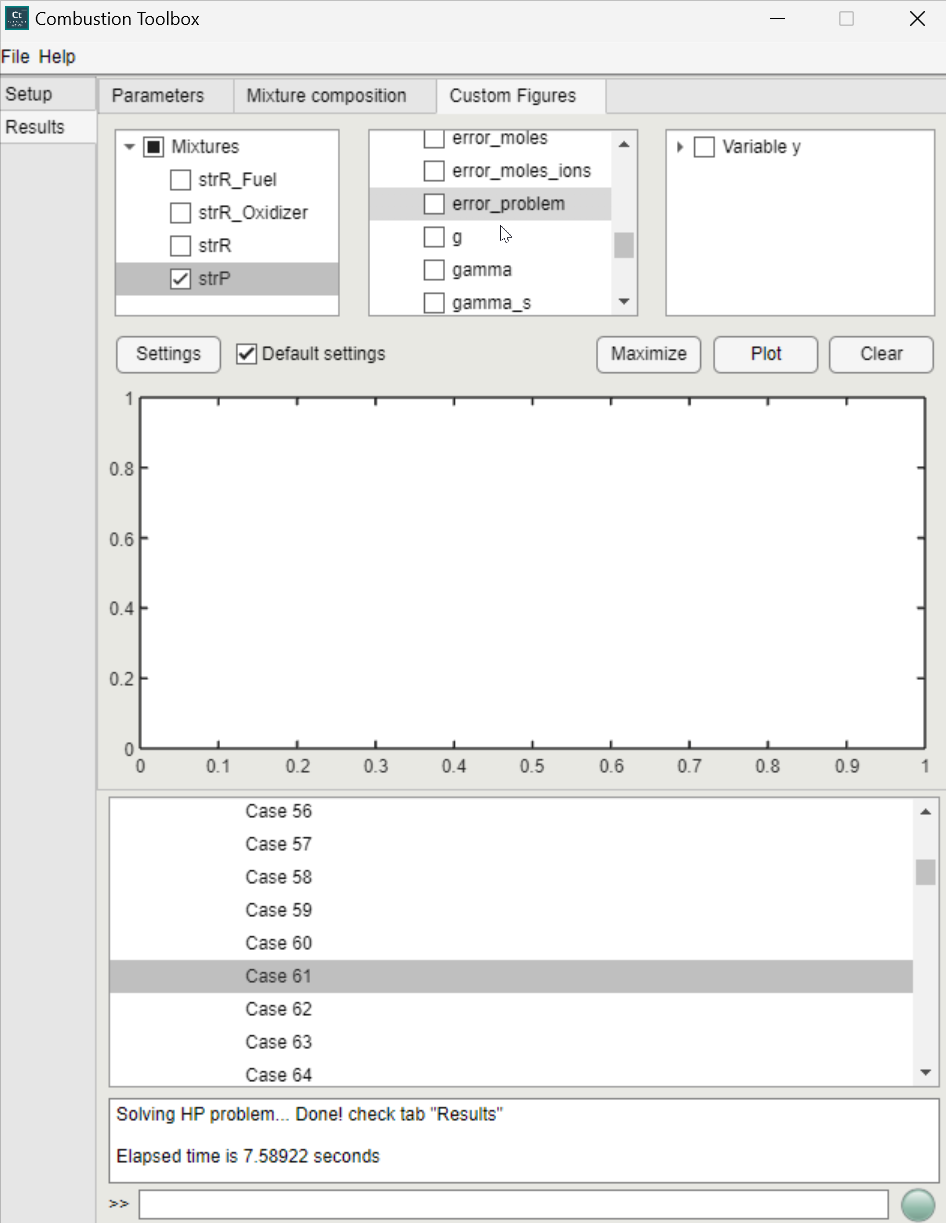 Ct
Combustion Toolbox
File Help
Setup
Results
Parameters
Mixture composition
Custom Figures
Mixtures
strR_Fuel
strR_Oxidizer
strR
strP
error_moles
error_moles_ions
error_problem
g
gamma
gamma_s
Variable y
Settings
Default settings
Maximize
Plot
Clear
1
0.8
0.6
0.4
0.2
0
0 0.1 0.2 0.3 0.4 0.5 0.6 0.7 0.8 0.9 1
Case 56
Case 57
Case 58
Case 59
Case 60
Case 61
Case 62
Case 63
Case 64
Solving HP problem... Done! check tab "Results"
Elapsed time is 7.58922 seconds
>>